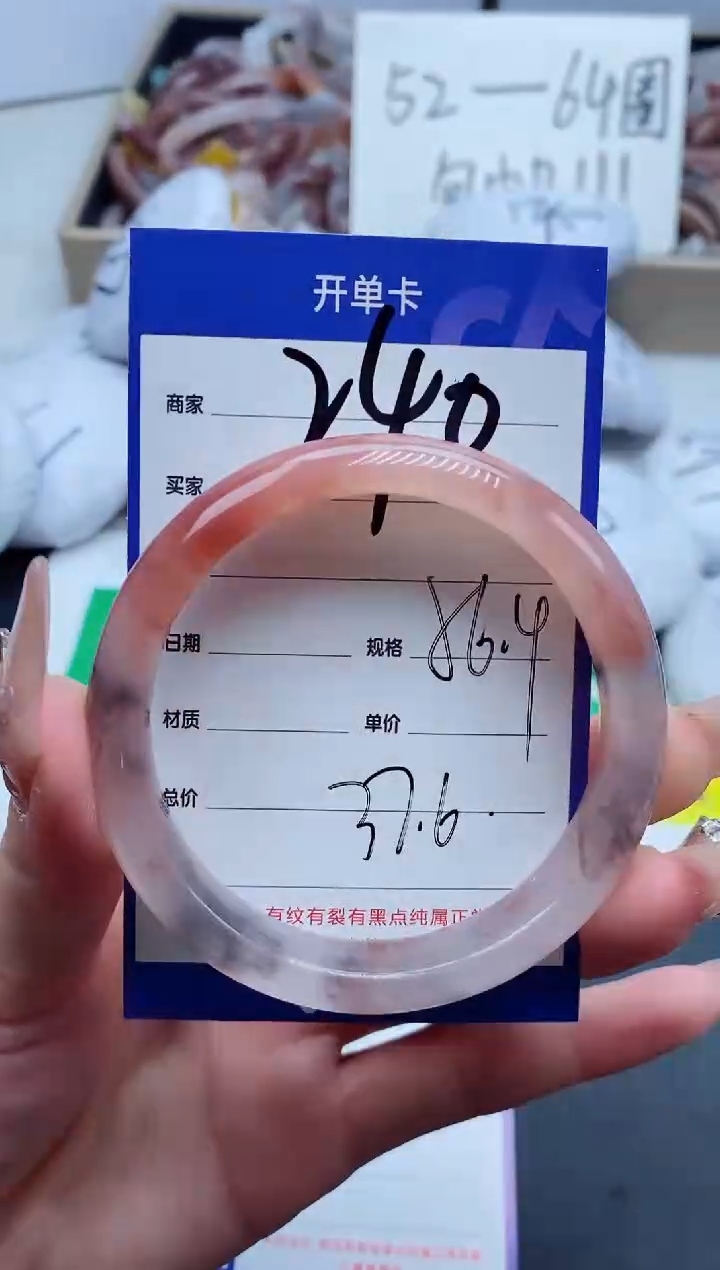 52—64圈
开单卡
240
商家
买家
日期
规格 86.4
材质
单价
总价 37.6.
有纹有裂有黑点纯属正